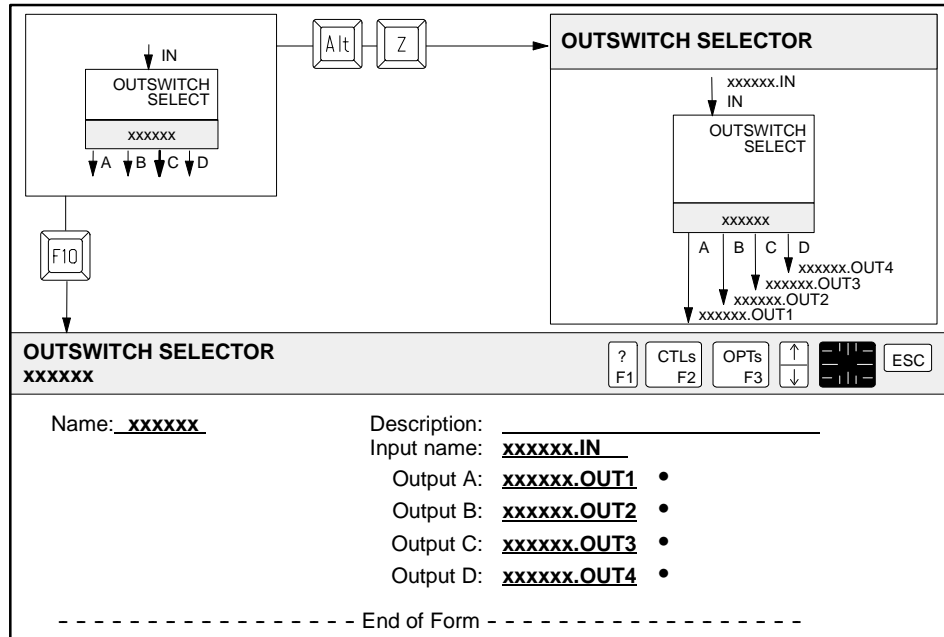 IN
OUTSWITCH
SELECT
xxxxxx
A B C D
Alt
Z
F10
OUTSWITCH SELECTOR
xxxxxx.IN
IN
OUTSWITCH
SELECT
xxxxxx
A B C D
xxxxxx.OUT4
xxxxxx.OUT3
xxxxxx.OUT2
xxxxxx.OUT1
OUTSWITCH SELECTOR
xxxxxx
?
F1
CTLs
F2
OPTs
F3
ESC
Name: xxxxxx
Description:
Input name: xxxxxx.IN
Output A: xxxxxx.OUT1 •
Output B: xxxxxx.OUT2 •
Output C: xxxxxx.OUT3 •
Output D: xxxxxx.OUT4 •
- - - - - - - - - - - - - - - - - - End of Form - - - - - - - - - - - - - - - - - - -